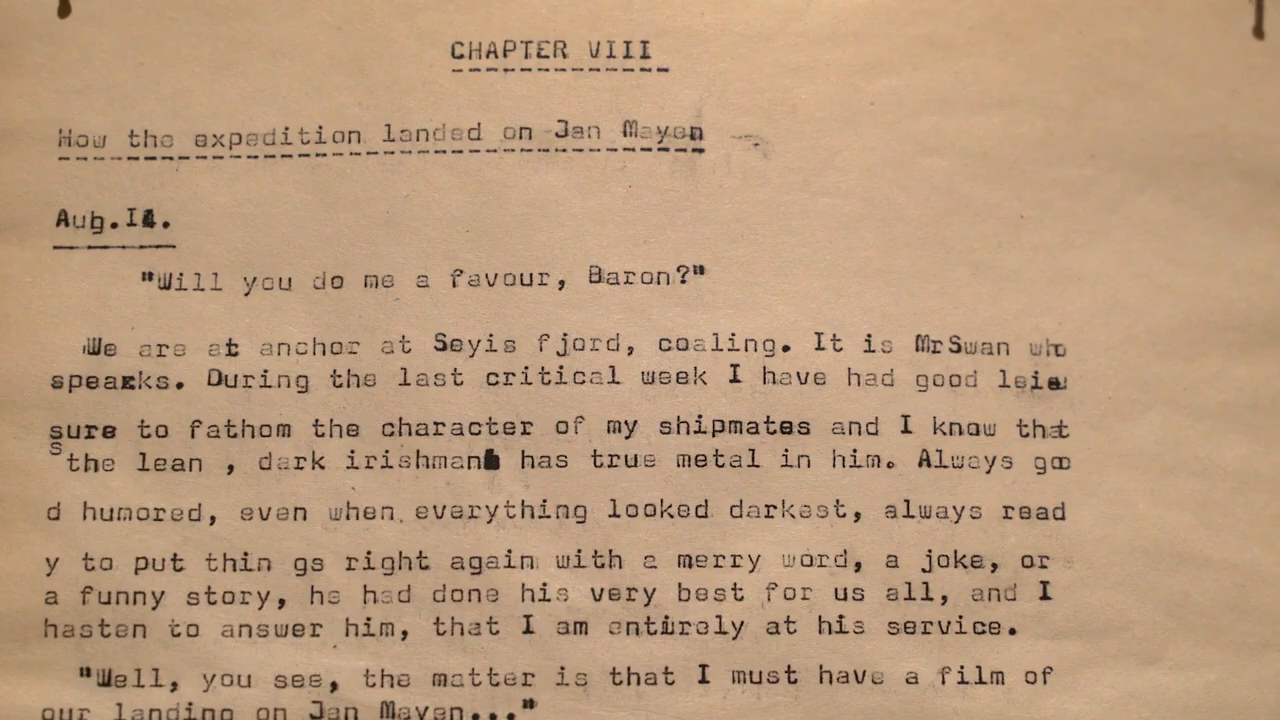 CHAPTER VIII
How the expedition landed on Jan Mayen
Aug.I4.
"Will you do me a favour, Baron?"
We are at anchor at Seyis fjord, coaling. It is MrSwan who
speaks. During the last critical week I have had good leie
sure to fathom the character of my shipmates and I know that
s the lean , dark irishman has true metal in him. Always goo
d humored, even when everything looked darkest, always read
y to put thin gs right again with a merry word, a joke, or
a funny story, he had done his very best for us all, and I
hasten to answer him, that I am entirely at his service.
"Well, you see, the matter is that I must have a film of
our landing on Jan Mayen..."